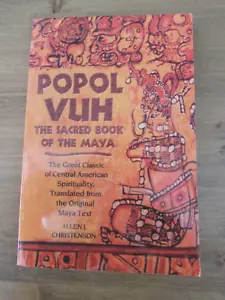 POPOL
VUH
THE SACRED BOOK
OF THE MAYA
The Great Classic
of Central American
Spirituality,
Translated from
the Original
Maya Text
ALLEN J.
CHRISTENSON